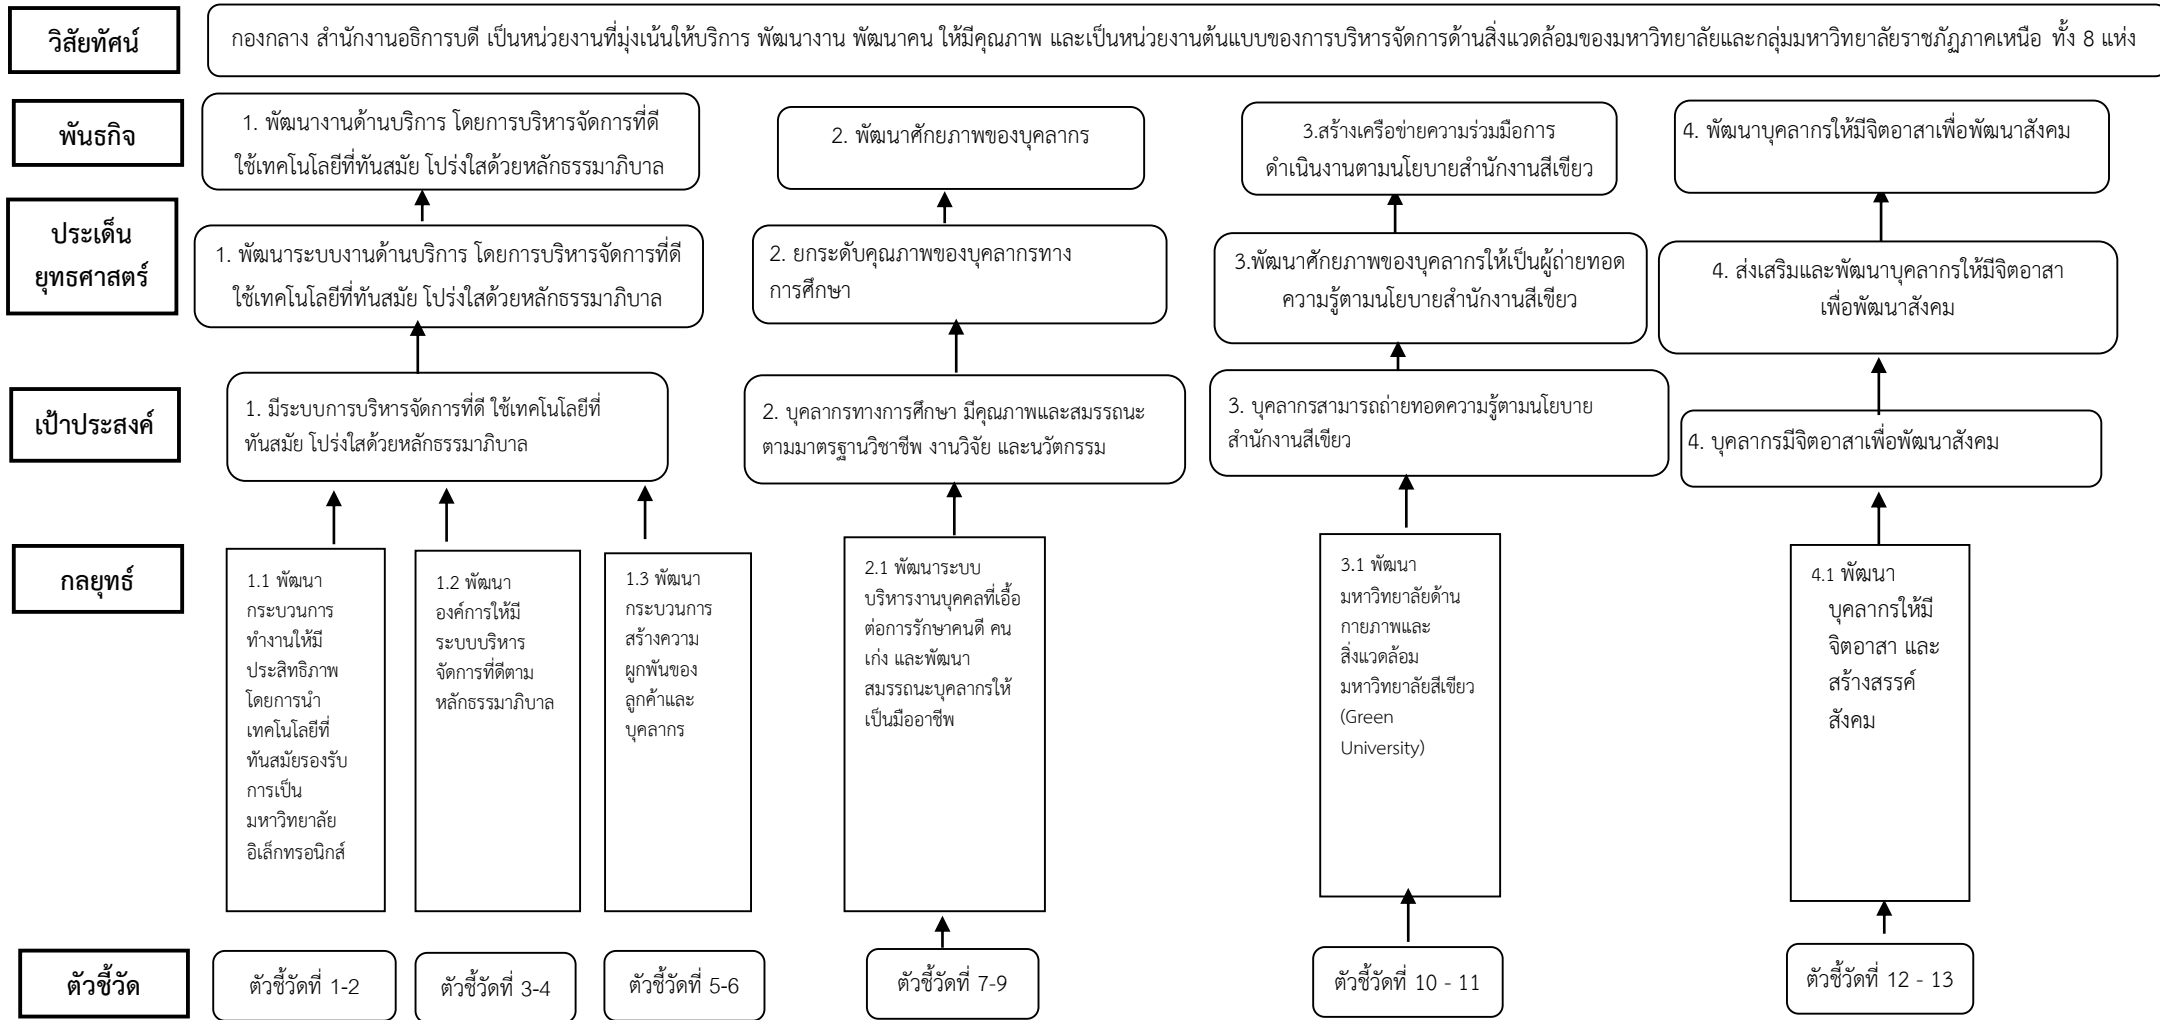 วิสัยทัศน์
กองกลาง สำนักงานอธิการบดี เป็นหน่วยงานที่มุ่งเน้นให้บริการ พัฒนางาน พัฒนาคน ให้มีคุณภาพ และเป็นหน่วยงานต้นแบบของการบริหารจัดการด้านสิ่งแวดล้อมของมหาวิทยาลัยและกลุ่มมหาวิทยาลัยราชภัฏภาคเหนือ ทั้ง 8 แห่ง
พันธกิจ
1. พัฒนางานด้านบริการ โดยการบริหารจัดการที่ดี
ใช้เทคโนโลยีที่ทันสมัย โปร่งใสด้วยหลักธรรมาภิบาล
2. พัฒนาศักยภาพของบุคลากร
3.สร้างเครือข่ายความร่วมมือการ
ดำเนินงานตามนโยบายสำนักงานสีเขียว
4. พัฒนาบุคลากรให้มีจิตอาสาเพื่อพัฒนาสังคม
ประเด็น
ยุทธศาสตร์
1. พัฒนาระบบงานด้านบริการ โดยการบริหารจัดการที่ดี
ใช้เทคโนโลยีที่ทันสมัย โปร่งใสด้วยหลักธรรมาภิบาล
2. ยกระดับคุณภาพของบุคลากรทาง
การศึกษา
3.พัฒนาศักยภาพของบุคลากรให้เป็นผู้ถ่ายทอด
ความรู้ตามนโยบายสำนักงานสีเขียว
4. ส่งเสริมและพัฒนาบุคลากรให้มีจิตอาสา
เพื่อพัฒนาสังคม
เป้าประสงค์
1. มีระบบการบริหารจัดการที่ดี ใช้เทคโนโลยีที่
ทันสมัย โปร่งใสด้วยหลักธรรมาภิบาล
2. บุคลากรทางการศึกษา มีคุณภาพและสมรรถนะ
ตามมาตรฐานวิชาชีพ งานวิจัย และนวัตกรรม
3. บุคลากรสามารถถ่ายทอดความรู้ตามนโยบาย
สำนักงานสีเขียว
4. บุคลากรมีจิตอาสาเพื่อพัฒนาสังคม
กลยุทธ์
1.1 พัฒนา
กระบวนการ
ทำงานให้มี
ประสิทธิภาพ
โดยการนำ
เทคโนโลยีที่
ทันสมัยรองรับ
การเป็น
มหาวิทยาลัย
อิเล็กทรอนิกส์
1.2 พัฒนา
องค์การให้มี
ระบบบริหาร
จัดการที่ดีตาม
หลักธรรมาภิบาล
1.3 พัฒนา
กระบวนการ
สร้างความ
ผูกพันของ
ลูกค้าและ
บุคลากร
2.1 พัฒนาระบบ
บริหารงานบุคคลที่เอื้อ
ต่อการรักษาคนดี คน
เก่ง และพัฒนา
สมรรถนะบุคลากรให้
เป็นมืออาชีพ
3.1 พัฒนา
มหาวิทยาลัยด้าน
กายภาพและ
สิ่งแวดล้อม
มหาวิทยาลัยสีเขียว
(Green
University)
4.1 พัฒนา
บุคลากรให้มี
จิตอาสา และ
สร้างสรรค์
สังคม
ตัวชี้วัด
ตัวชี้วัดที่ 1-2
ตัวชี้วัดที่ 3-4
ตัวชี้วัดที่ 5-6
ตัวชี้วัดที่ 7-9
ตัวชี้วัดที่ 10 - 11
ตัวชี้วัดที่ 12 - 13